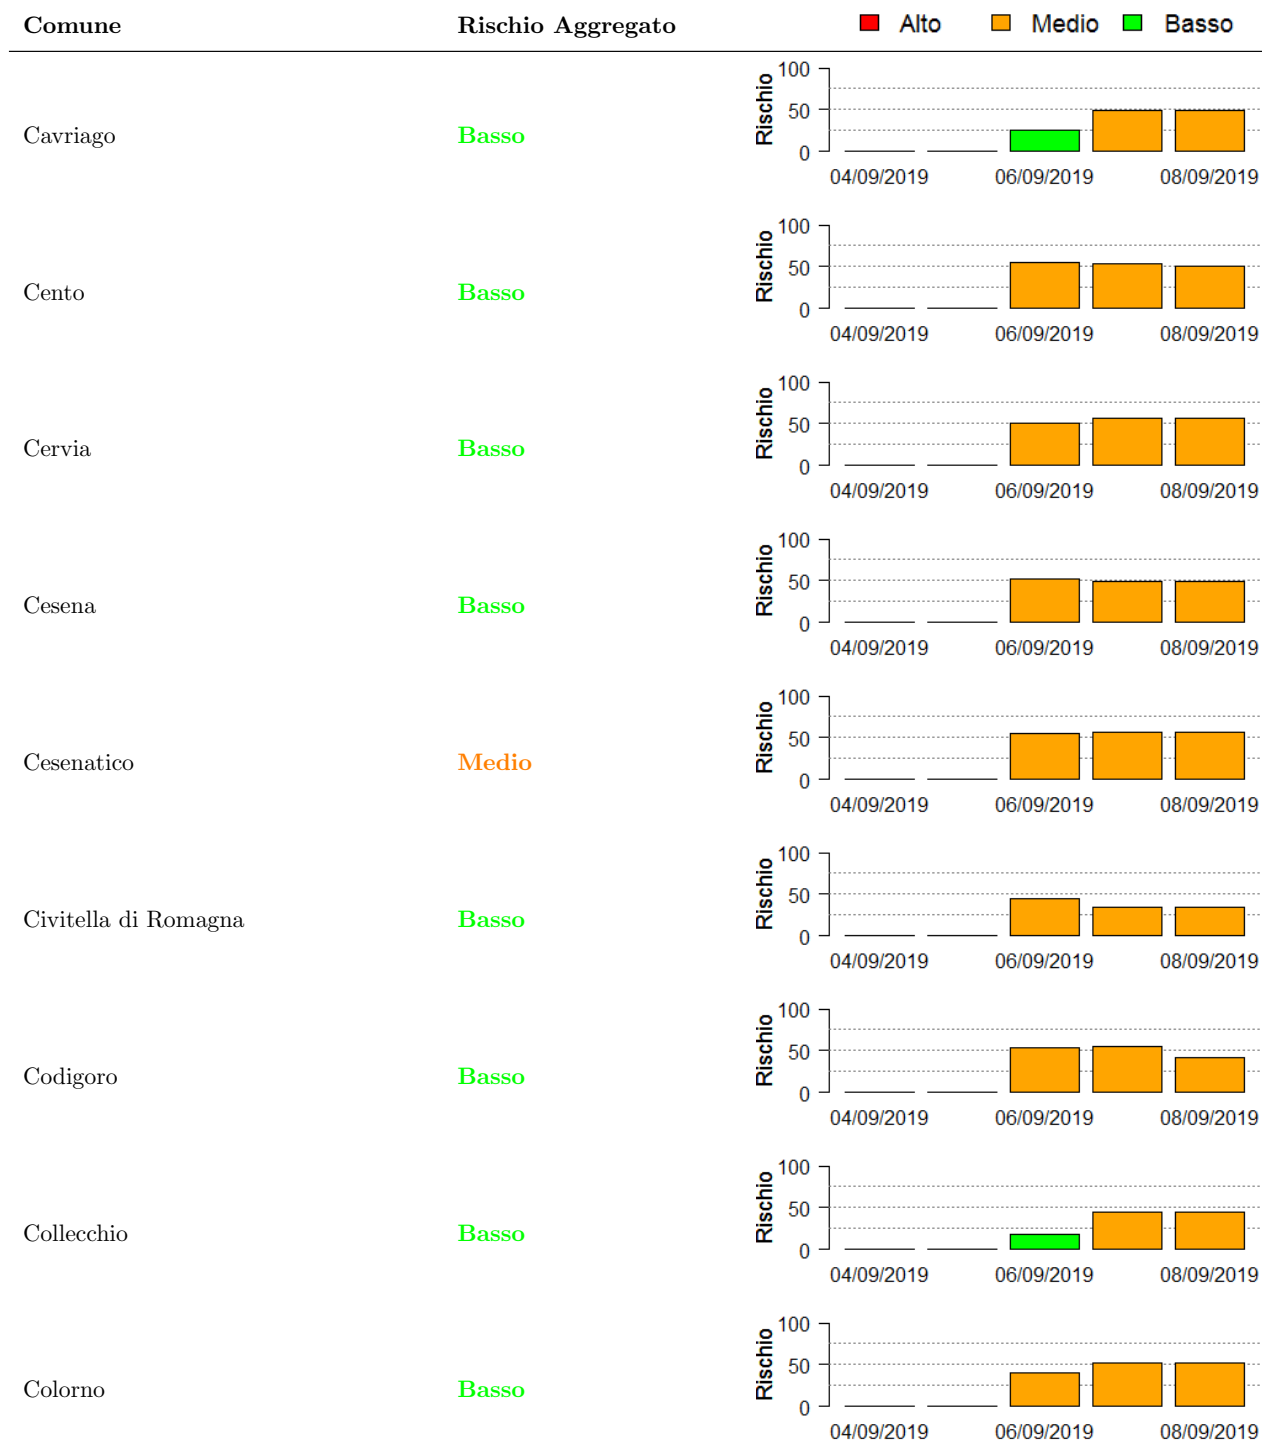 Comune Rischio Aggregato Alto Medio Basso
100
50
0
Rischio
Cavriago Basso
04/09/2019 06/09/2019 08/09/2019
100
50
0
Rischio
Cento Basso
04/09/2019 06/09/2019 08/09/2019
100
50
0
Rischio
Cervia Basso
04/09/2019 06/09/2019 08/09/2019
100
50
0
Rischio
Cesena Basso
04/09/2019 06/09/2019 08/09/2019
100
50
0
Rischio
Cesenatico Medio
04/09/2019 06/09/2019 08/09/2019
100
50
0
Rischio
Civitella di Romagna Basso
04/09/2019 06/09/2019 08/09/2019
100
50
0
Rischio
Codigoro Basso
04/09/2019 06/09/2019 08/09/2019
100
50
0
Rischio
Collecchio Basso
04/09/2019 06/09/2019 08/09/2019
100
50
0
Rischio
Colorno Basso
04/09/2019 06/09/2019 08/09/2019